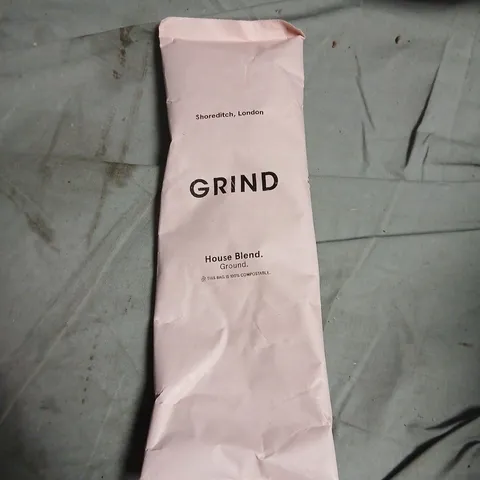 Shoreditch, London
GRIND
House Blend.
Ground.
THIS BAG IS 100% COMPOSTABLE.